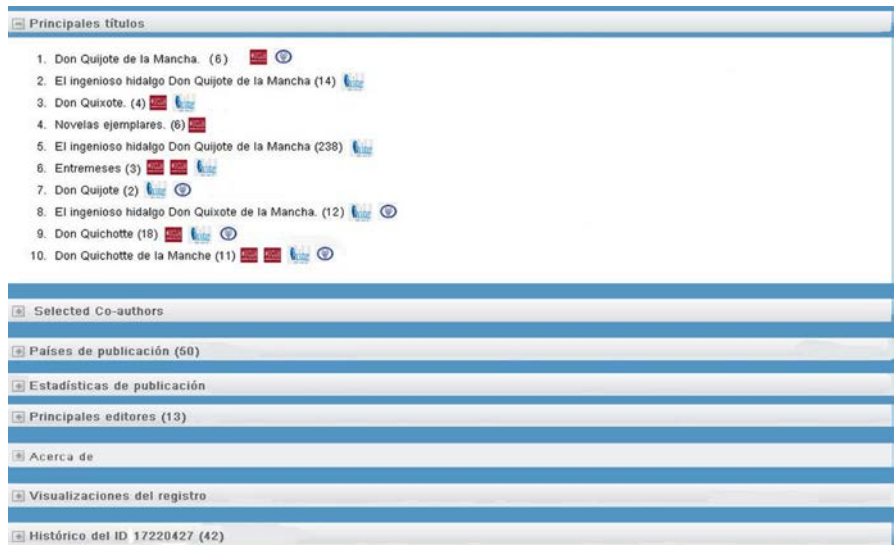 Principales títulos
1. Don Quijote de la Mancha. (6)
2. El ingenioso hidalgo Don Quijote de la Mancha (14)
3. Don Quixote. (4)
4. Novelas ejemplares. (6)
5. El ingenioso hidalgo Don Quijote de la Mancha (238)
6. Entremeses (3)
7. Don Quijote (2)
8. El ingenioso hidalgo Don Quixote de la Mancha. (12)
9. Don Quichotte (18)
10. Don Quichotte de la Manche (11)
Selected Co-authors
Países de publicación (50)
Estadísticas de publicación
Principales editores (13)
Acerca de
Visualizaciones del registro
Histórico del ID 17220427 (42)